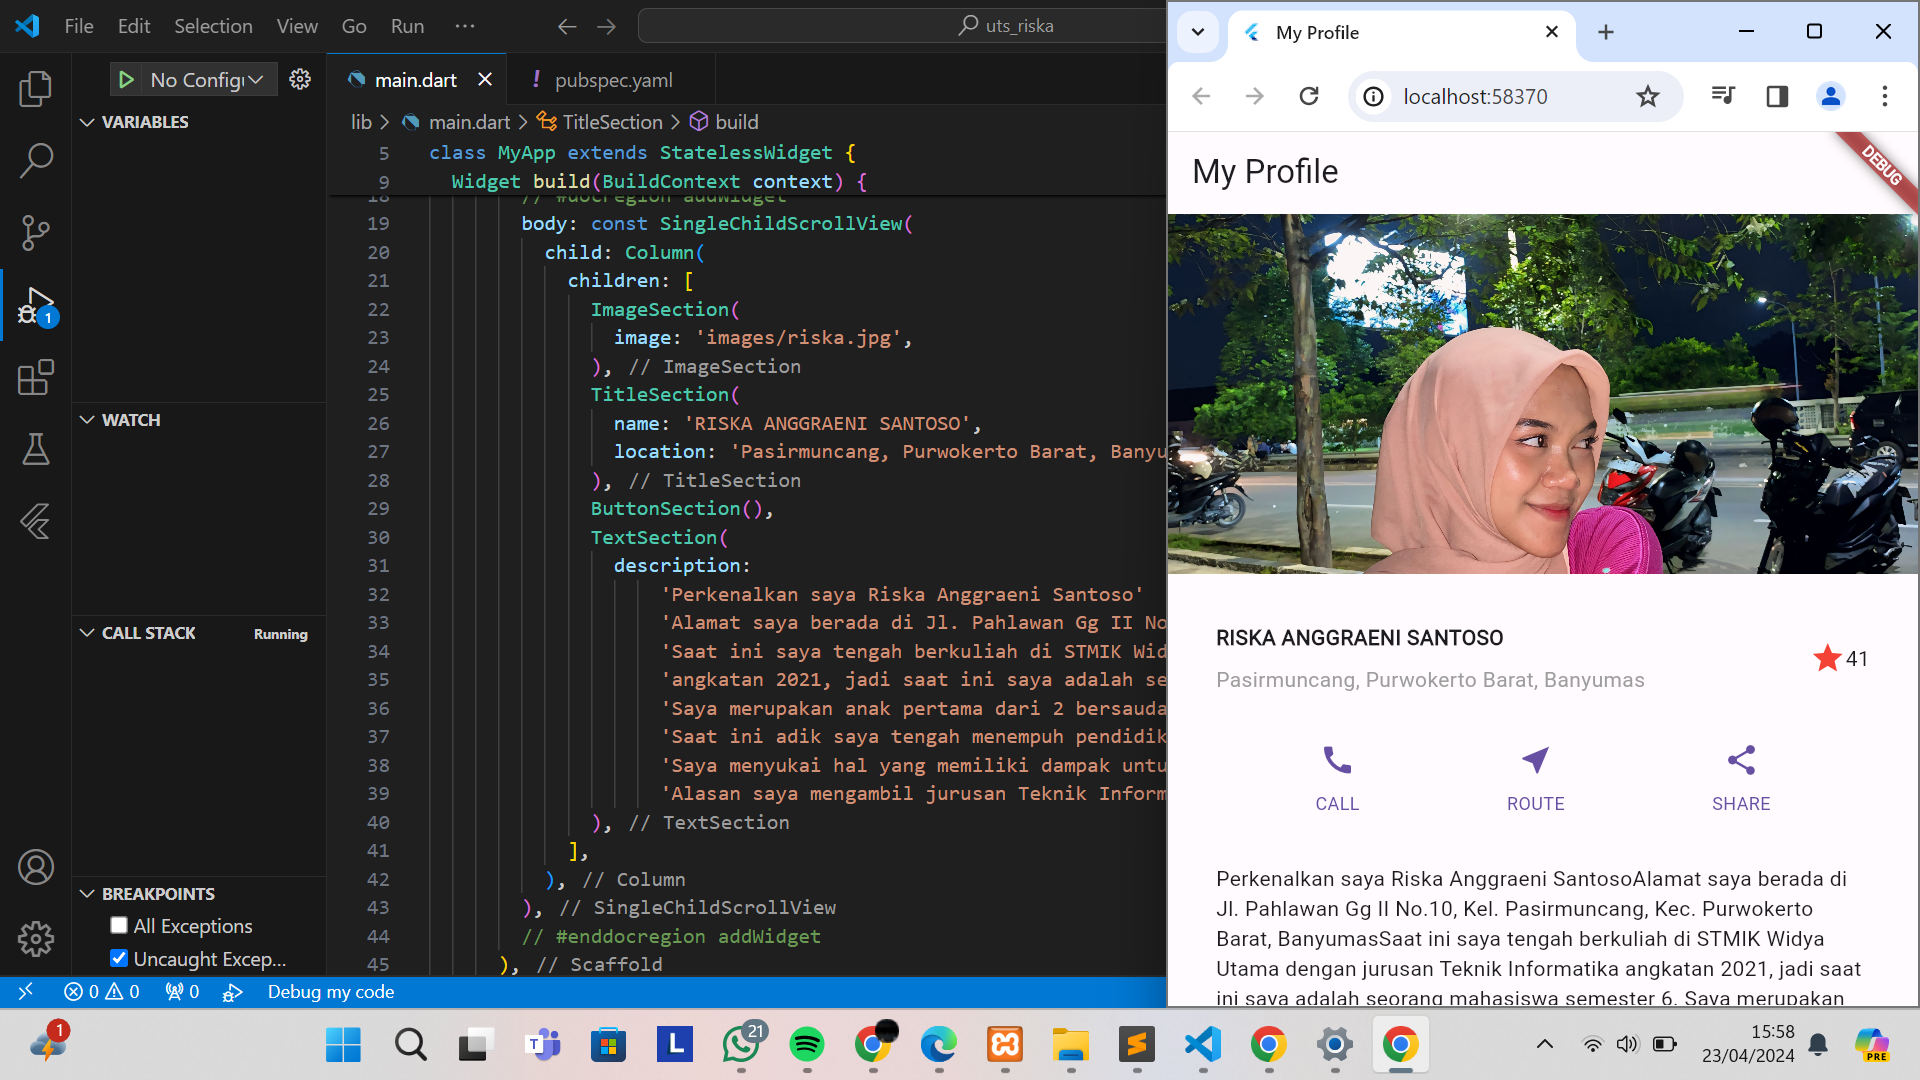 File Edit Selection View Go Run ···
uts_riska
No Configu
main.dart
pubspec.yaml
lib > main.dart > TitleSection > build
VARIABLES
WATCH
CALL STACK Running
BREAKPOINTS
All Exceptions
Uncaught Excep...
1
5 class MyApp extends StatelessWidget {
9 Widget build(BuildContext context) {
18 // #docregion addWidget
19 body: const SingleChildScrollView(
20 child: Column(
21 children: [
22 ImageSection(
23 image: 'images/riska.jpg',
24 ), // ImageSection
25 TitleSection(
26 name: 'RISKA ANGGRAENI SANTOSO',
27 location: 'Pasirmuncang, Purwokerto Barat, Banyu
28 ), // TitleSection
29 ButtonSection(),
30 TextSection(
31 description:
32 'Perkenalkan saya Riska Anggraeni Santoso'
33 'Alamat saya berada di Jl. Pahlawan Gg II No
34 'Saat ini saya tengah berkuliah di STMIK Wid
35 'angkatan 2021, jadi saat ini saya adalah se
36 'Saya merupakan anak pertama dari 2 bersauda
37 'Saat ini adik saya tengah menempuh pendidik
38 'Saya menyukai hal yang memiliki dampak untu
39 'Alasan saya mengambil jurusan Teknik Inform
40 ), // TextSection
41 ],
42 ), // Column
43 ), // SingleChildScrollView
44 // #enddocregion addWidget
45 ), // Scaffold
0 0 0 Debug my code
My Profile
localhost:58370
My Profile
DEBUG
RISKA ANGGRAENI SANTOSO
Pasirmuncang, Purwokerto Barat, Banyumas
41
CALL ROUTE SHARE
Perkenalkan saya Riska Anggraeni SantosoAlamat saya berada di
Jl. Pahlawan Gg II No.10, Kel. Pasirmuncang, Kec. Purwokerto
Barat, BanyumasSaat ini saya tengah berkuliah di STMIK Widya
Utama dengan jurusan Teknik Informatika angkatan 2021, jadi saat
ini saya adalah seorang mahasiswa semester 6. Saya merupakan
1
T
L
21
S
PRE
15:58
23/04/2024